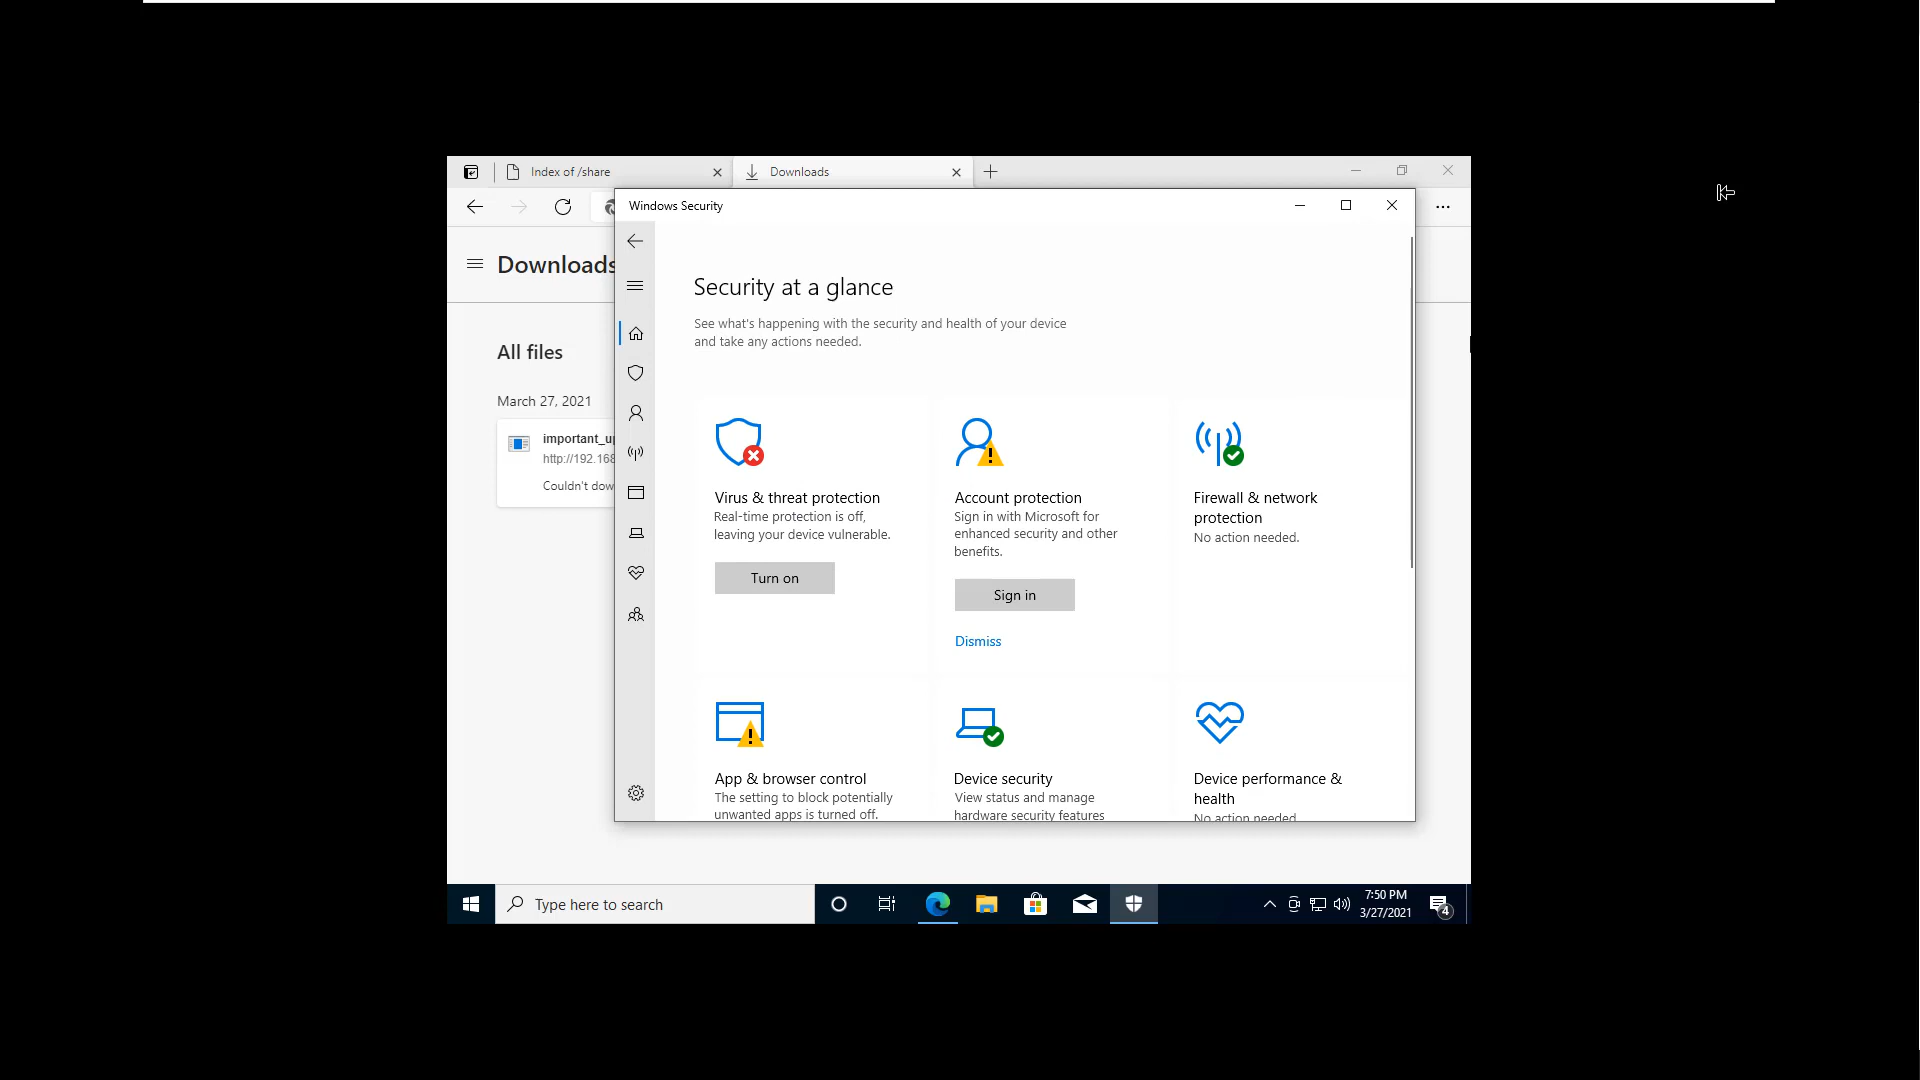 Index of /share
Downloads
Windows Security
Downloads
Security at a glance
See what's happening with the security and health of your device
and take any actions needed.
All files
March 27, 2021
http://192.168
Couldn't dow
Virus & threat protection
Real-time protection is off,
leaving your device vulnerable.
Turn on
Account protection
Sign in with Microsoft for
enhanced security and other
benefits.
Sign in
Dismiss
Firewall & network
protection
No action needed.
App & browser control
The setting to block potentially
unwanted apps is turned off.
Device security
View status and manage
hardware security features
Device performance &
health
No action needed
Type here to search
7:50 PM
3/27/2021
4